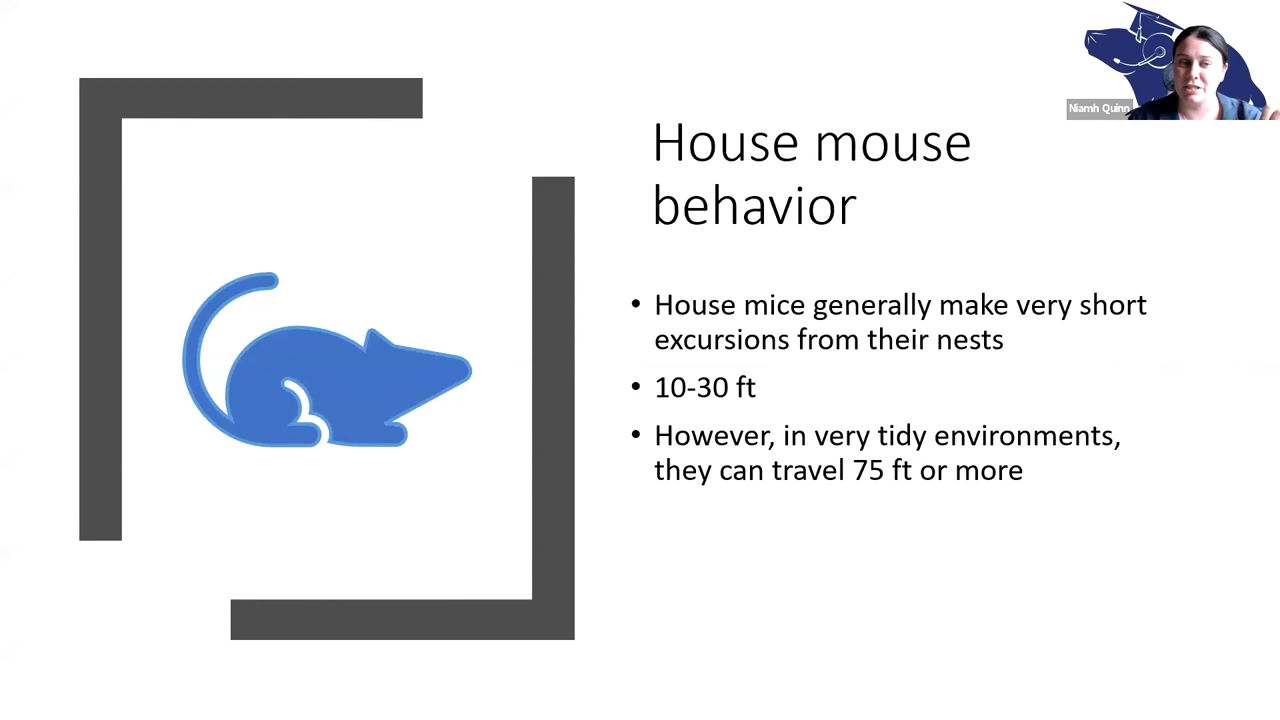 Niamh Quinn
House mouse
behavior
• House mice generally make very short
excursions from their nests
• 10-30 ft
• However, in very tidy environments,
they can travel 75 ft or more